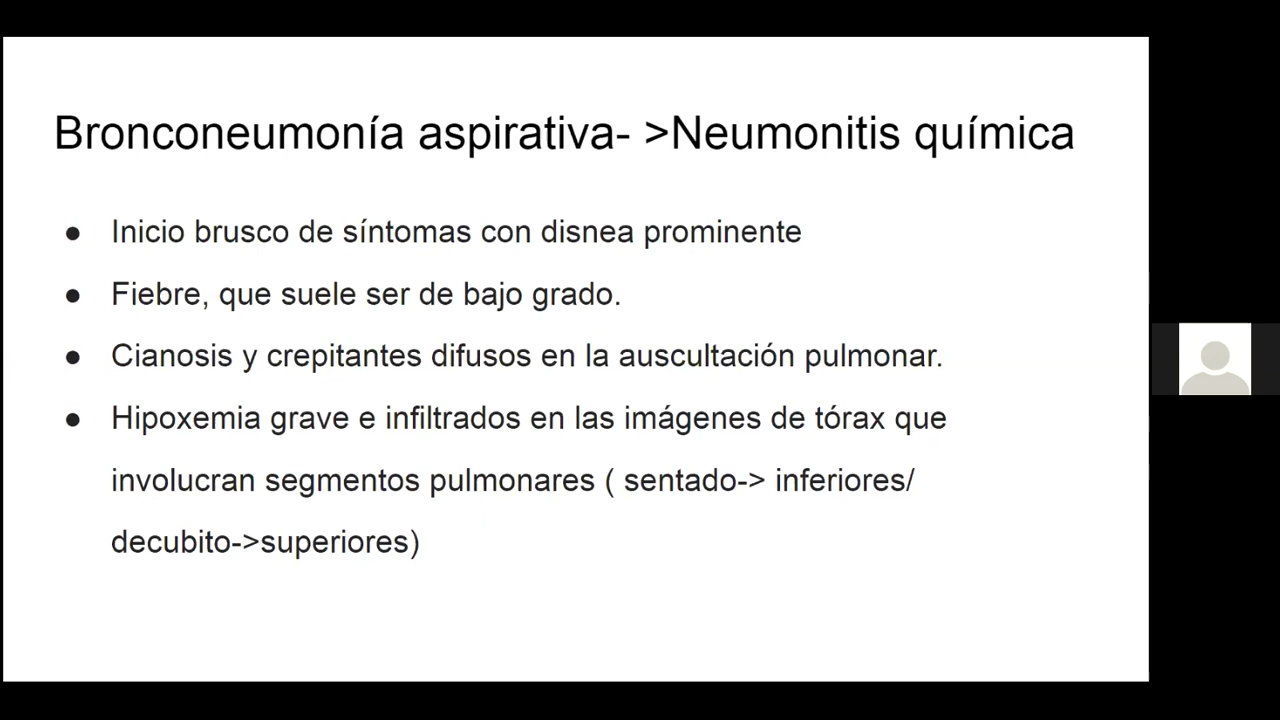 Bronconeumonía aspirativa- >Neumonitis química
● Inicio brusco de síntomas con disnea prominente
● Fiebre, que suele ser de bajo grado.
● Cianosis y crepitantes difusos en la auscultación pulmonar.
● Hipoxemia grave e infiltrados en las imágenes de tórax que
involucran segmentos pulmonares ( sentado-> inferiores/
decubito->superiores)